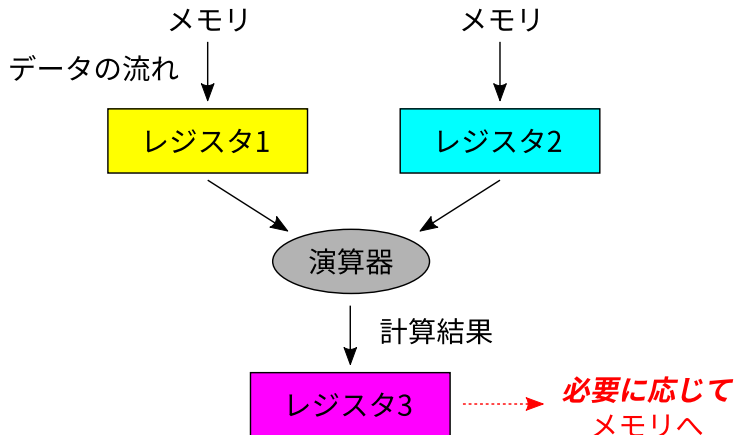 メモリ
メモリ
データの流れ
レジスタ1
レジスタ2
演算器
計算結果
レジスタ3
必要に応じて
メモリへ